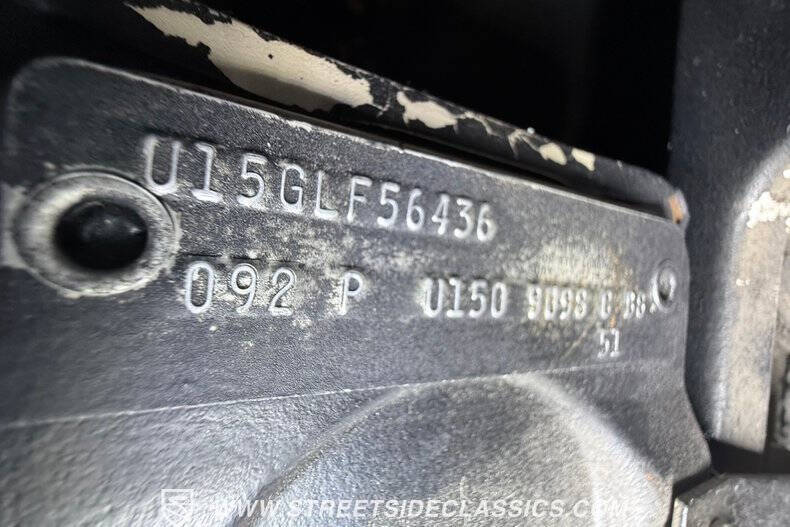 U15GLF56436
092 P U150 9098 C B8
51
WWW.STREETSIDECLASSICS.COM